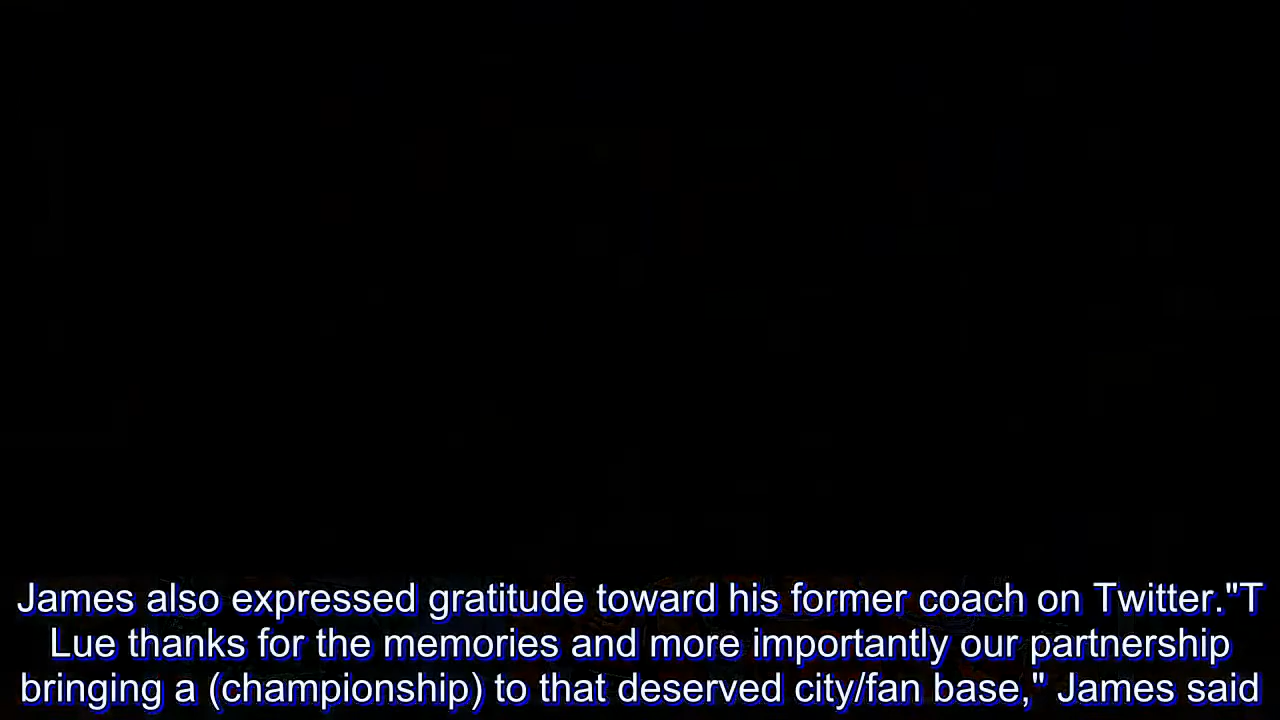 James also expressed gratitude toward his former coach on Twitter."T
Lue thanks for the memories and more importantly our partnership
bringing a (championship) to that deserved city/fan base," James said